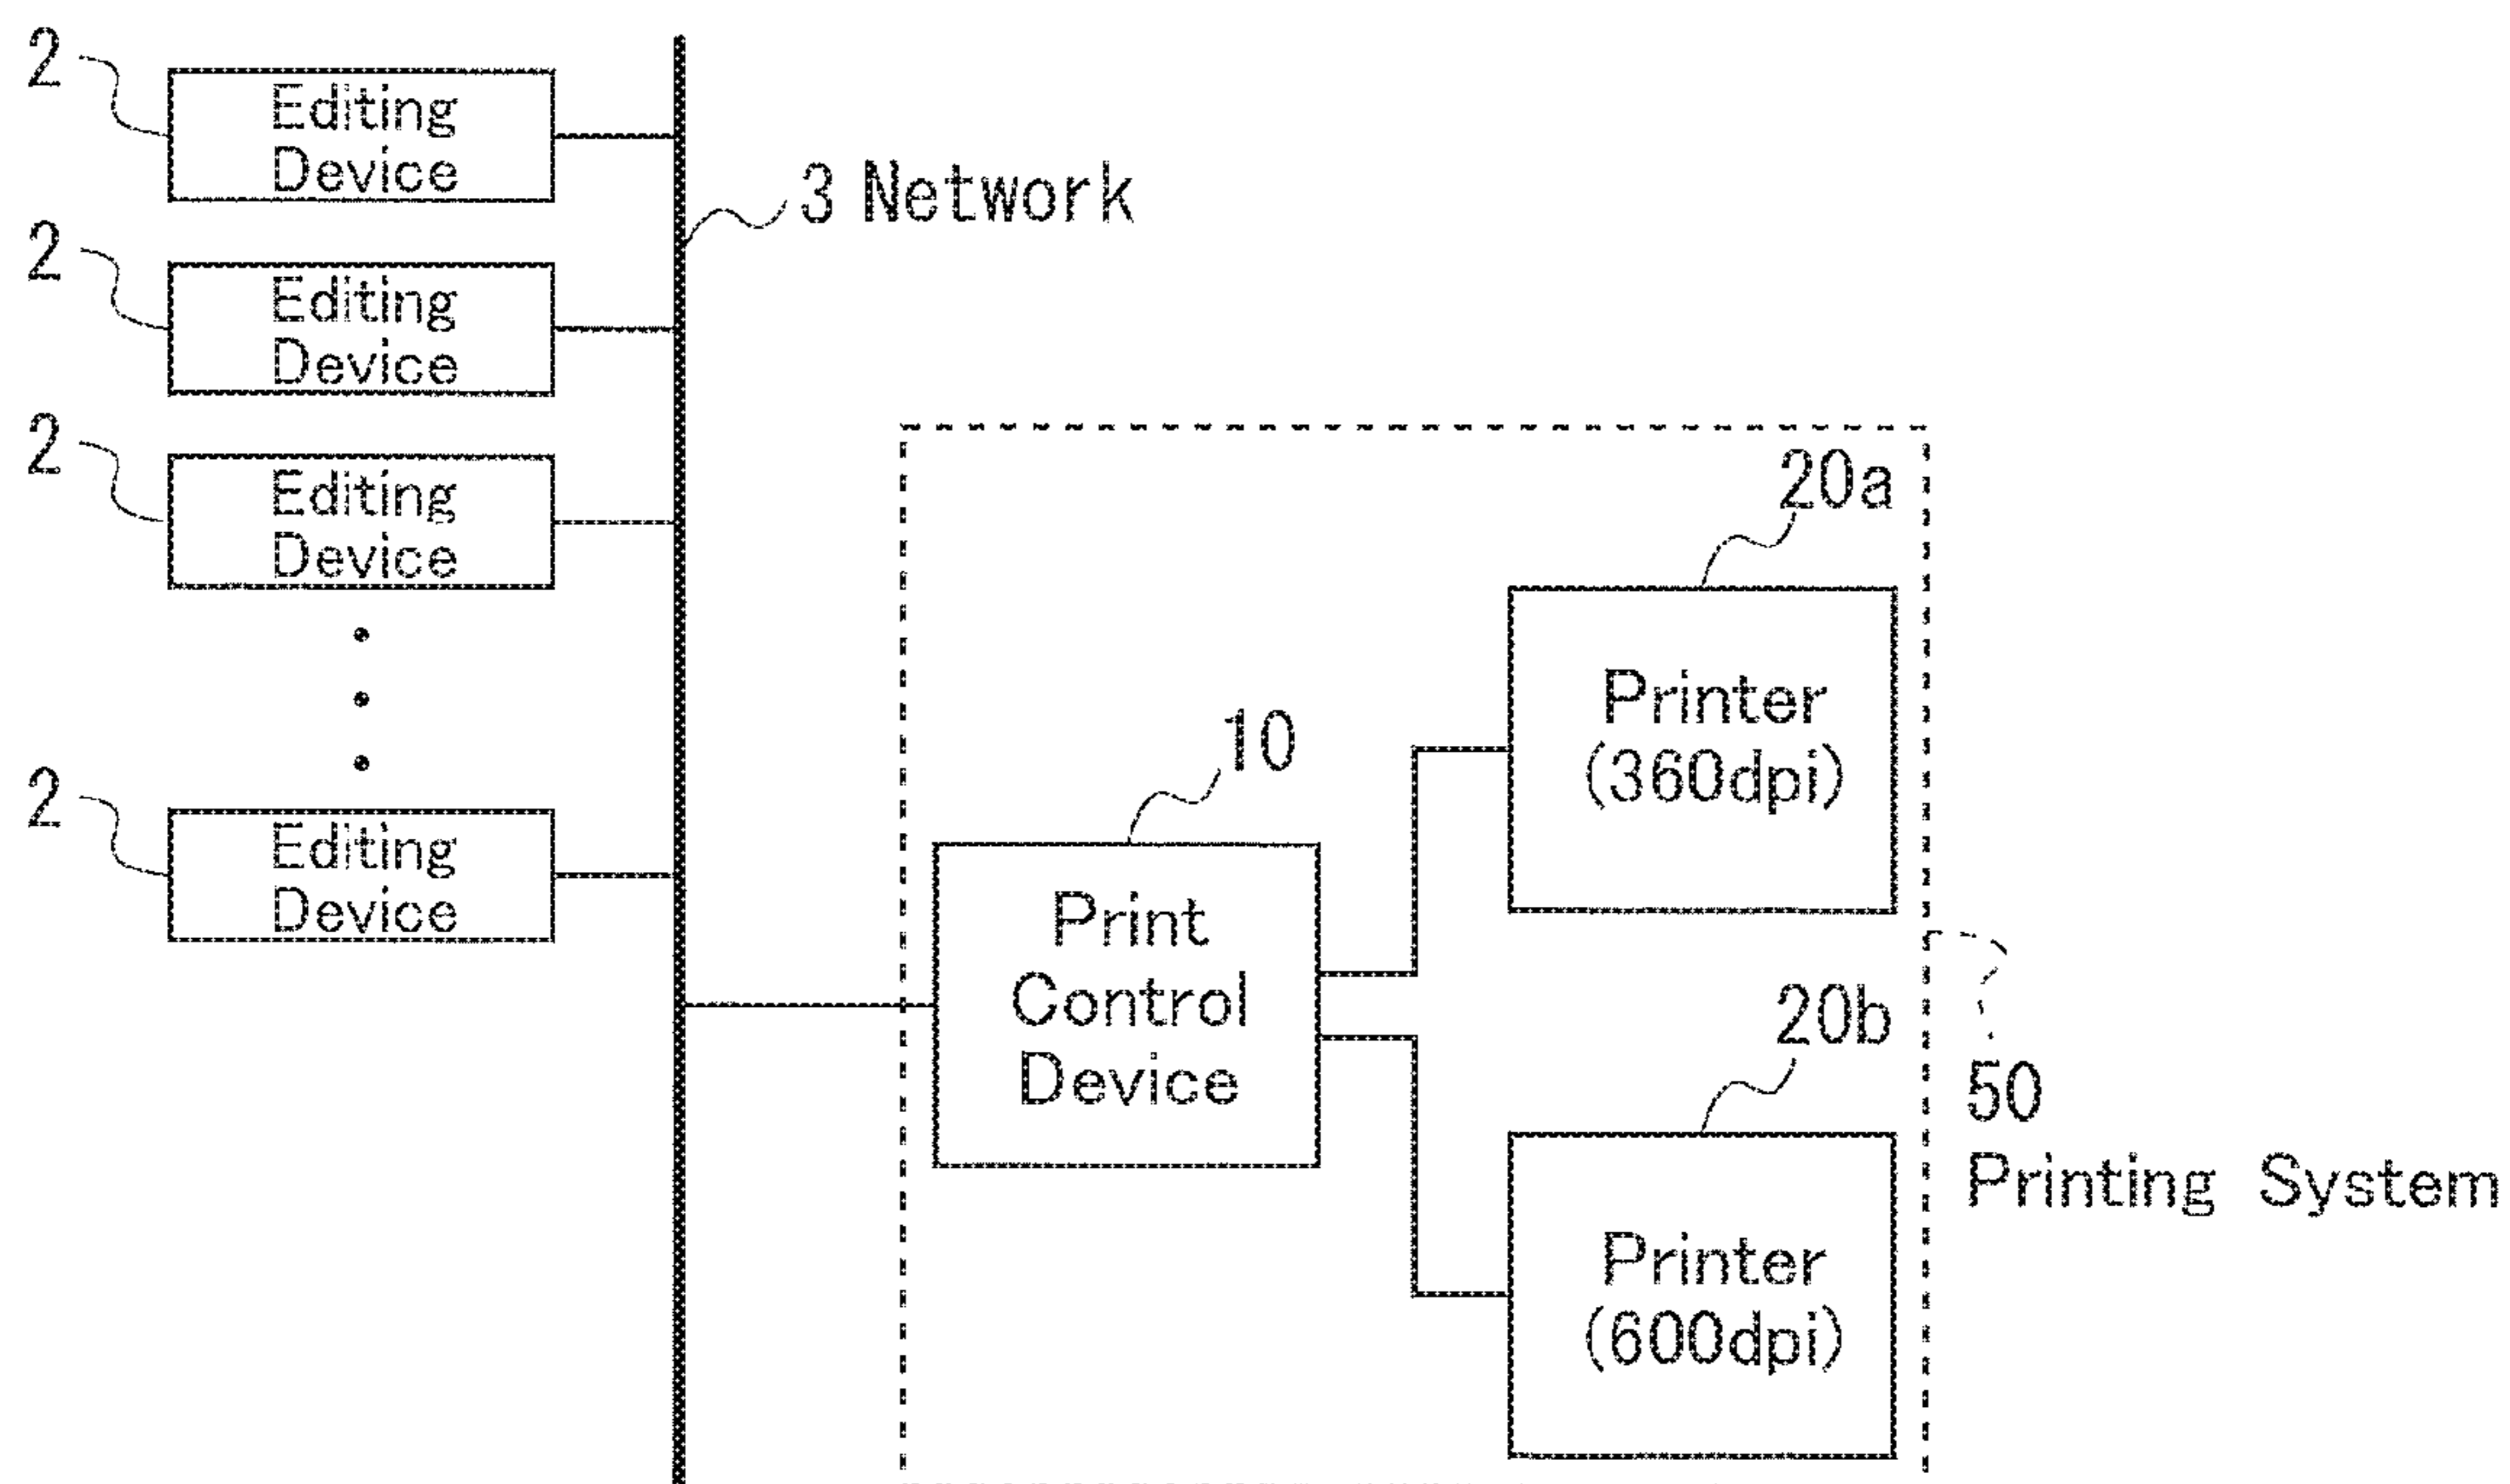 2
Editing
Device
3 Network
2
Editing
Device
2
Editing
Device
2
Editing
Device
20a
Printer
(360dpi)
10
Print
Control
Device
20b
Printer
(600dpi)
50
Printing System